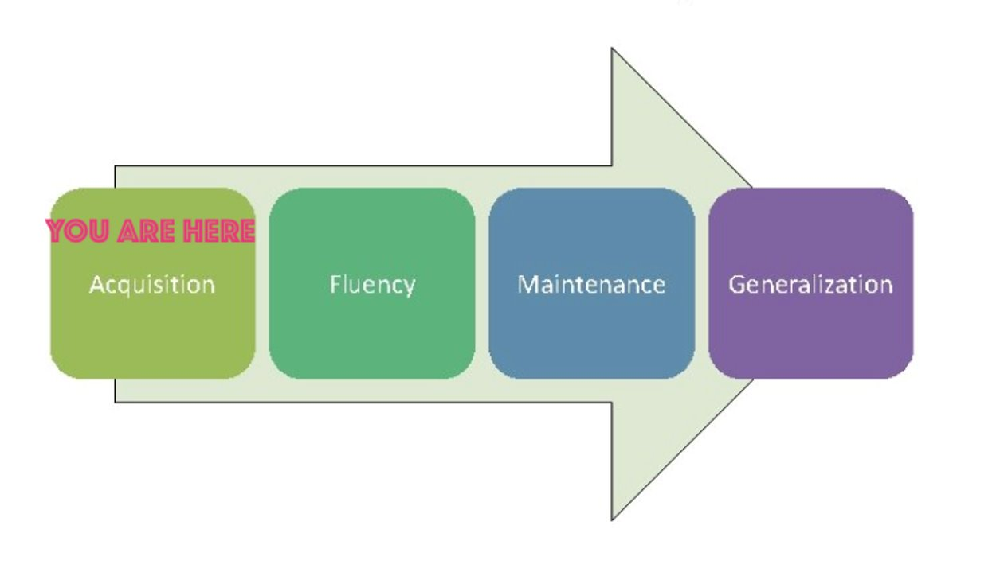 YOU ARE HERE
Acquisition
Fluency
Maintenance
Generalization